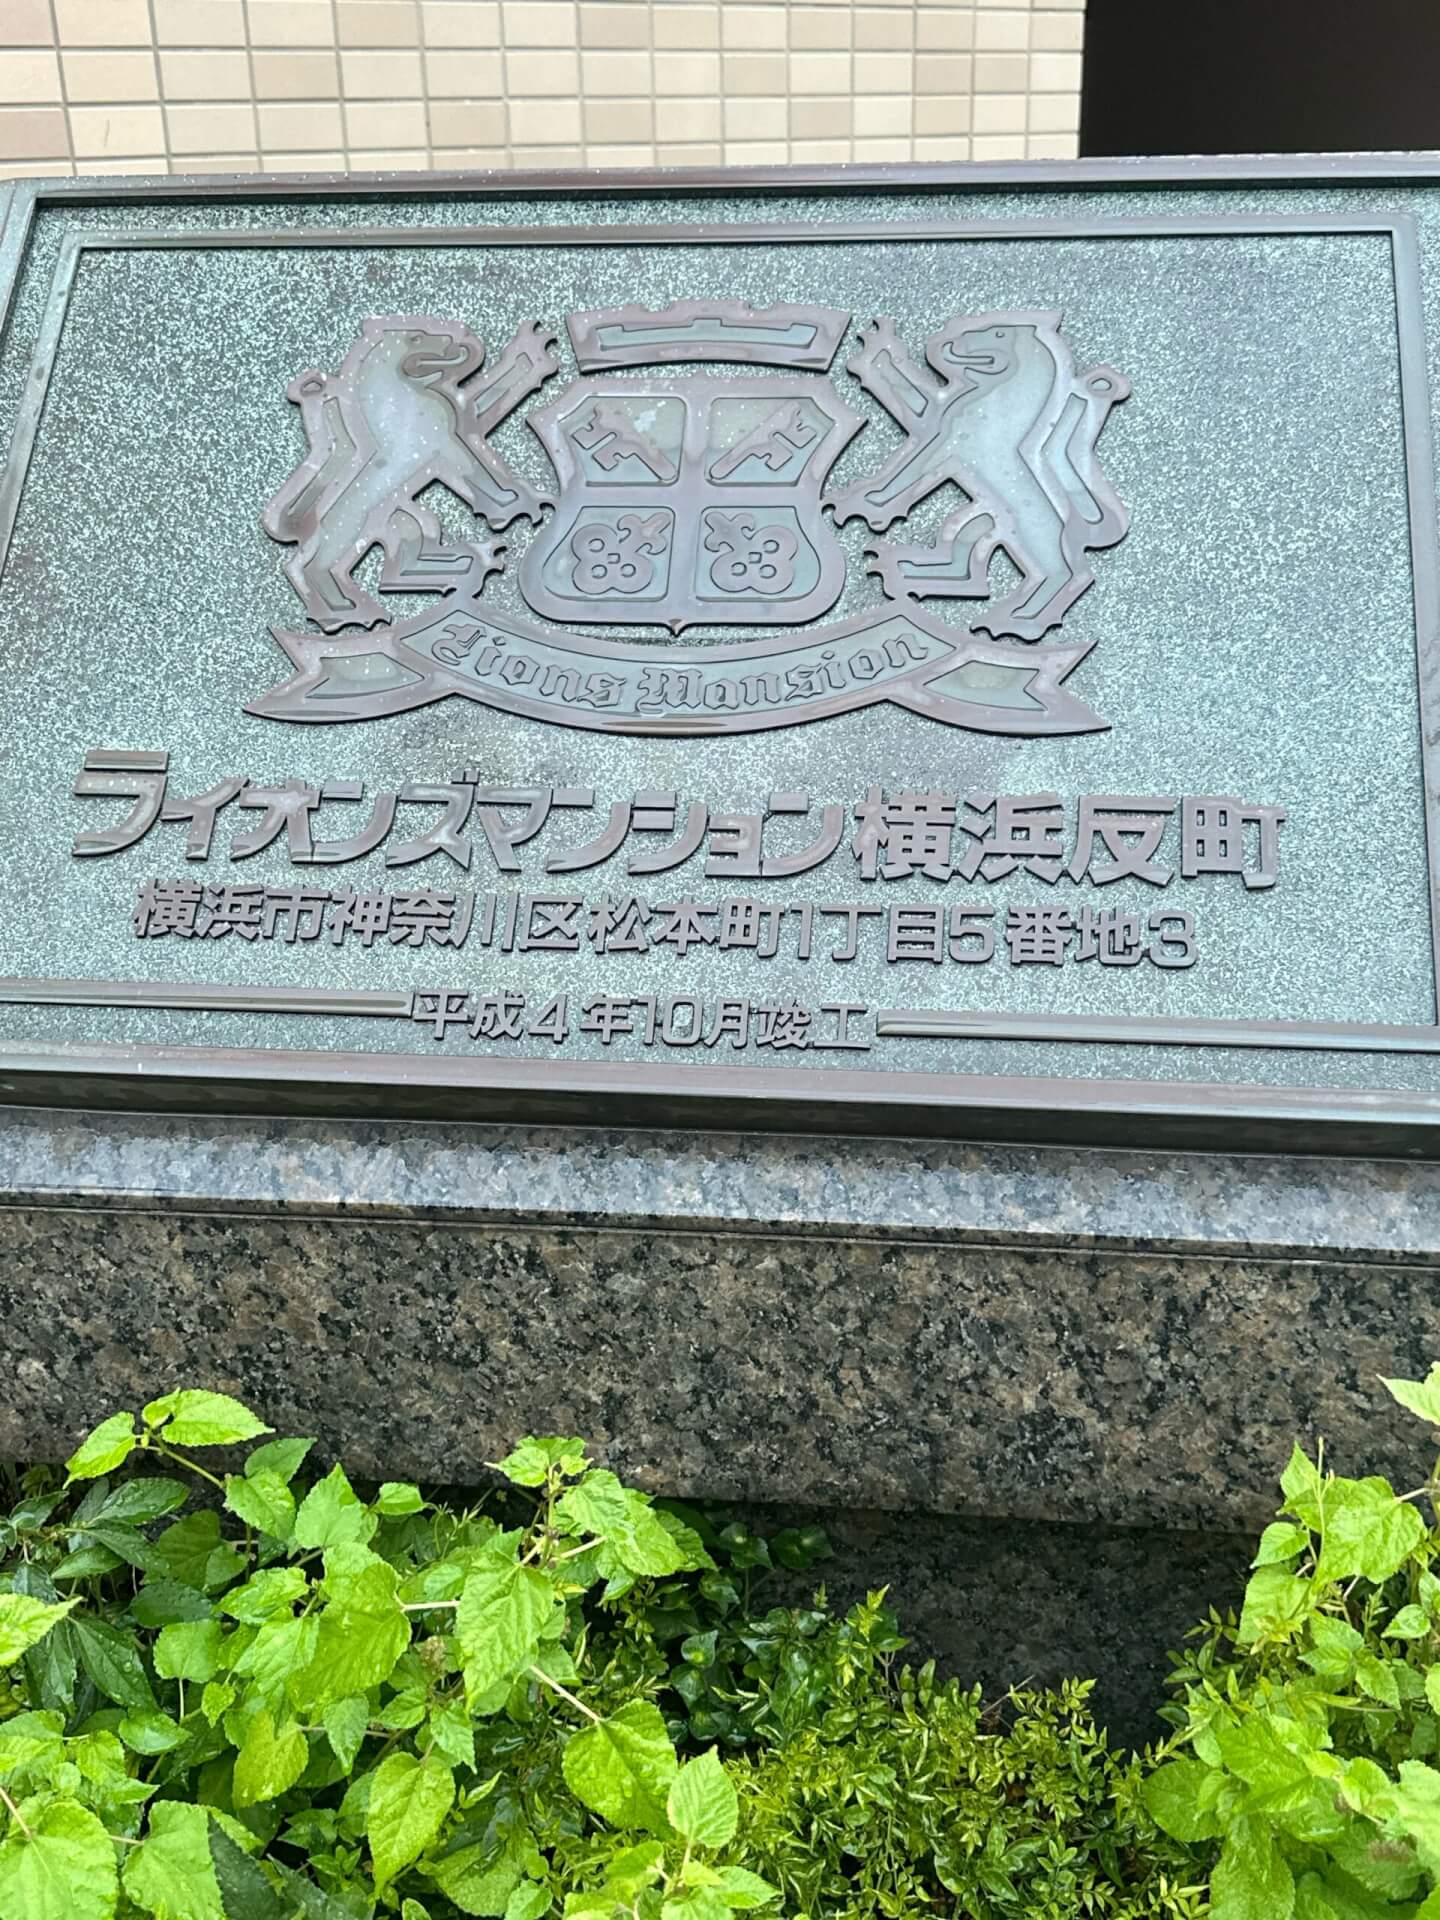 Lions Mansion
ライオンズマンション横浜反町
横浜市神奈川区松本町1丁目5番地3
平成4年10月竣工